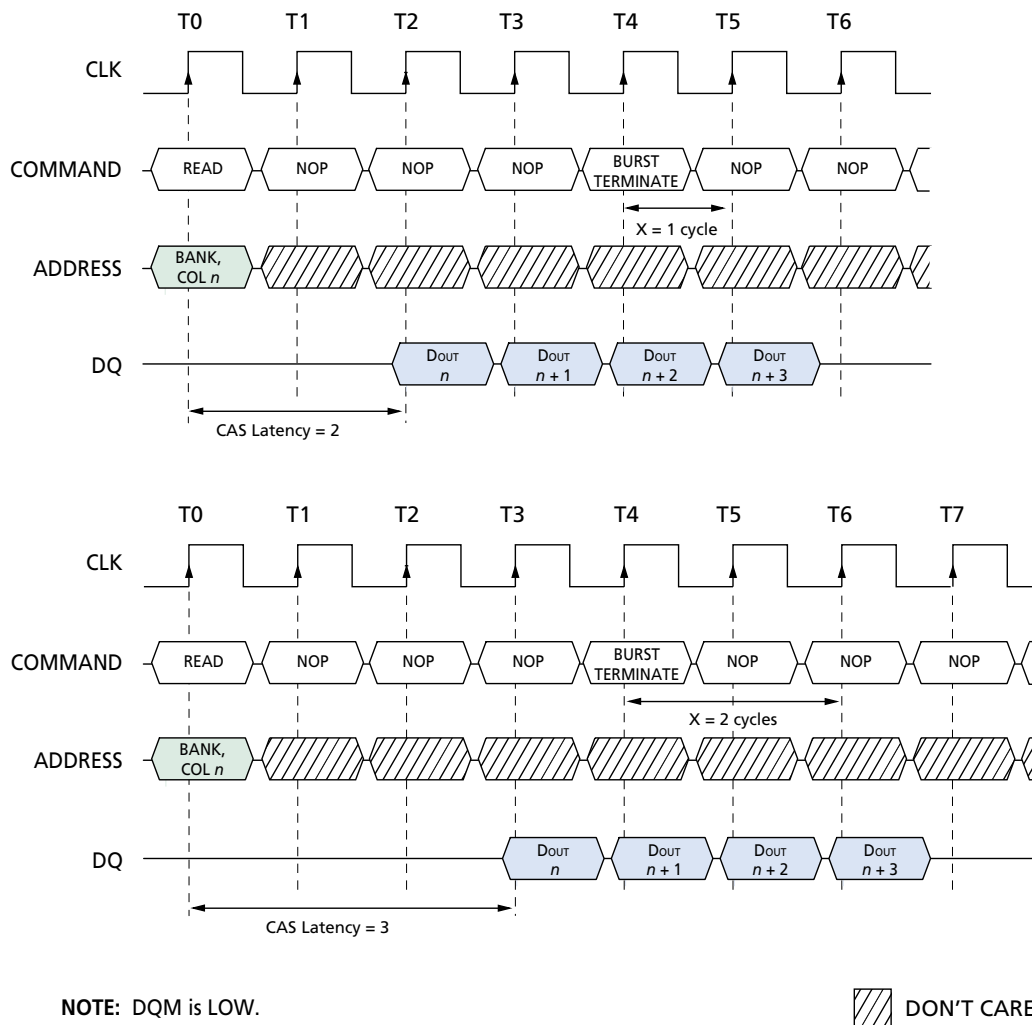 T0 T1 T2 T3 T4 T5 T6
CLK
COMMAND READ NOP NOP NOP BURST TERMINATE NOP NOP
X = 1 cycle
ADDRESS BANK, COL n
DQ DOUT n DOUT n + 1 DOUT n + 2 DOUT n + 3
CAS Latency = 2
T0 T1 T2 T3 T4 T5 T6 T7
CLK
COMMAND READ NOP NOP NOP BURST TERMINATE NOP NOP NOP
X = 2 cycles
ADDRESS BANK, COL n
DQ DOUT n DOUT n + 1 DOUT n + 2 DOUT n + 3
CAS Latency = 3
NOTE: DQM is LOW.
DON'T CARE